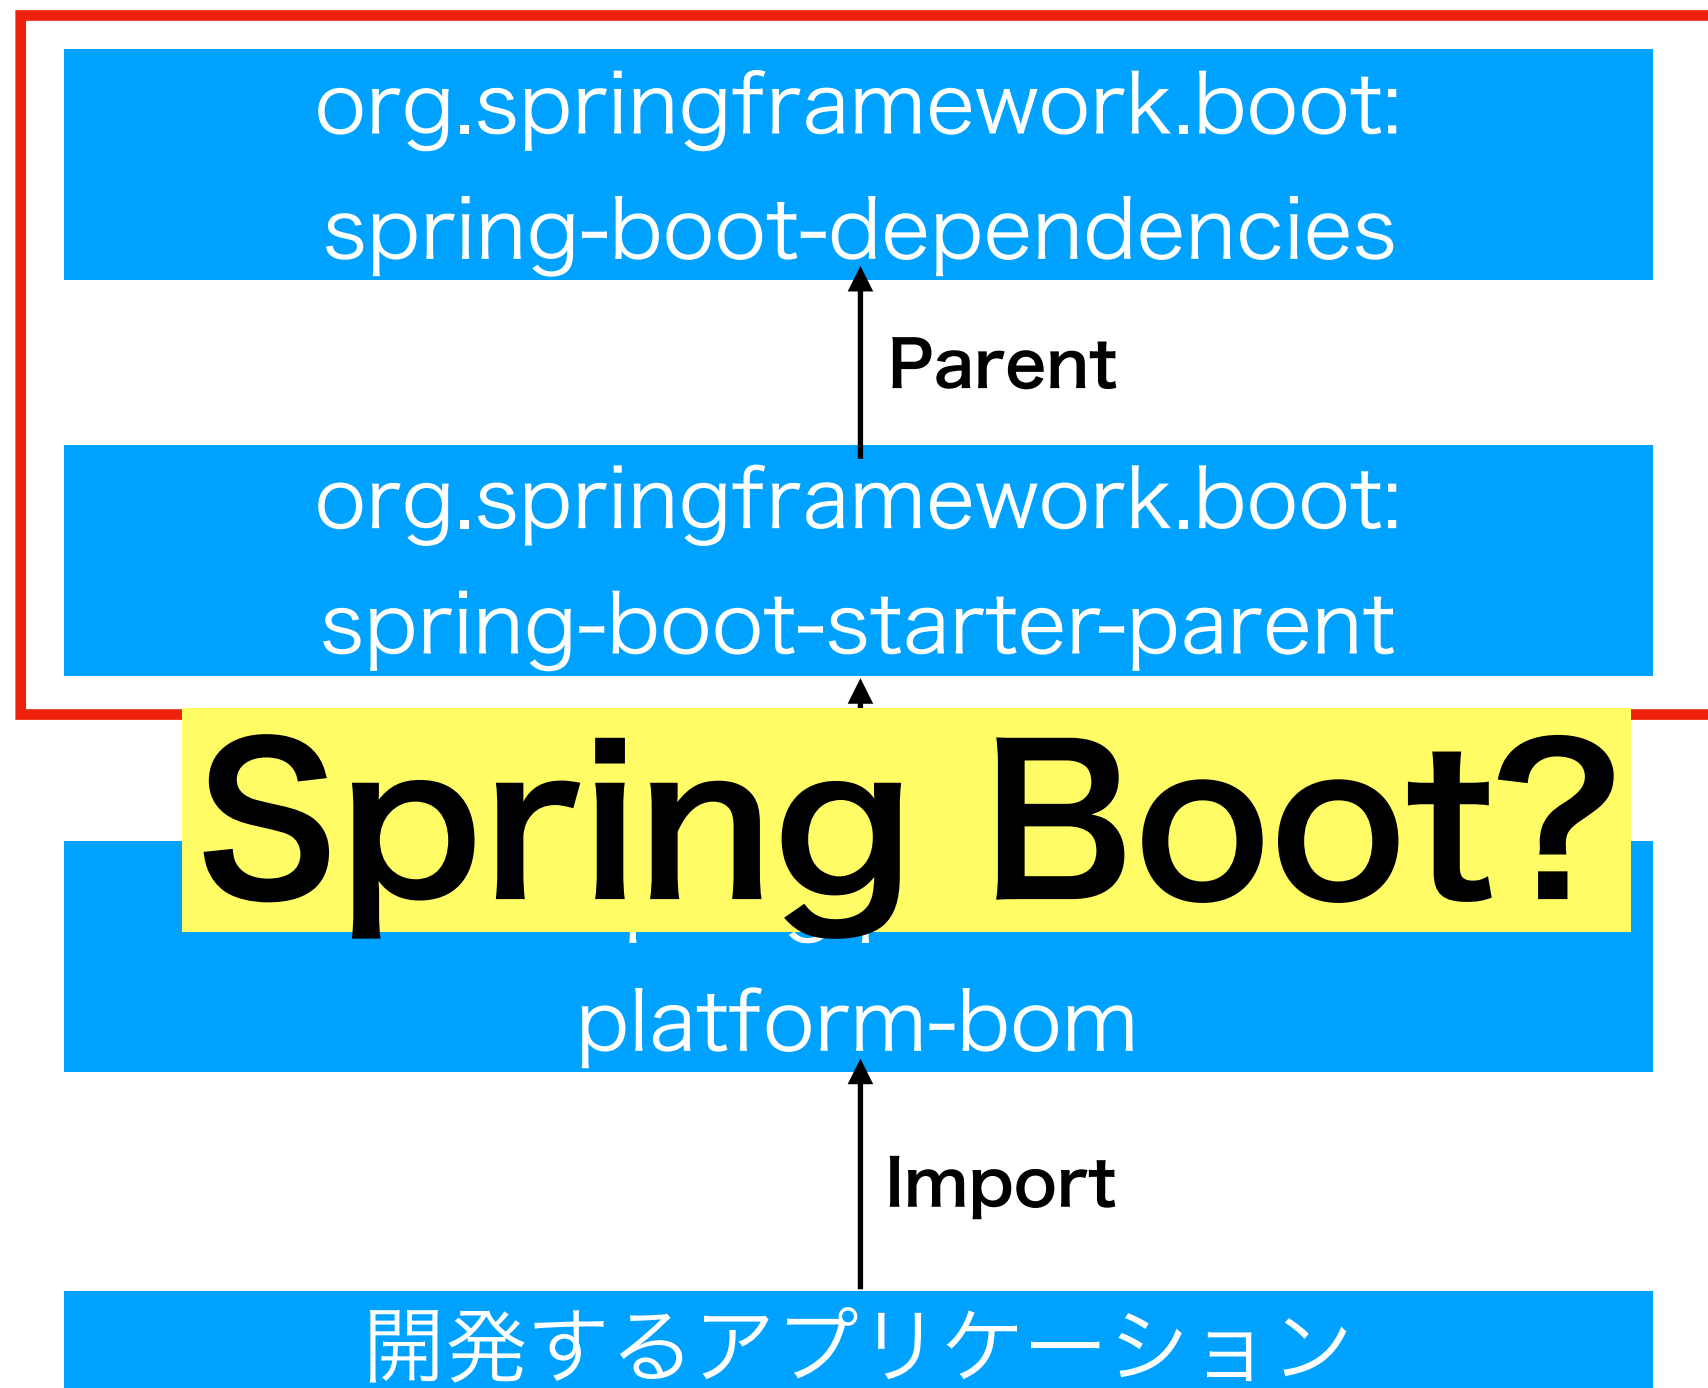 org.springframework.boot:
spring-boot-dependencies
Parent
org.springframework.boot:
spring-boot-starter-parent
Spring Boot?
platform-bom
Import
開発するアプリケーション